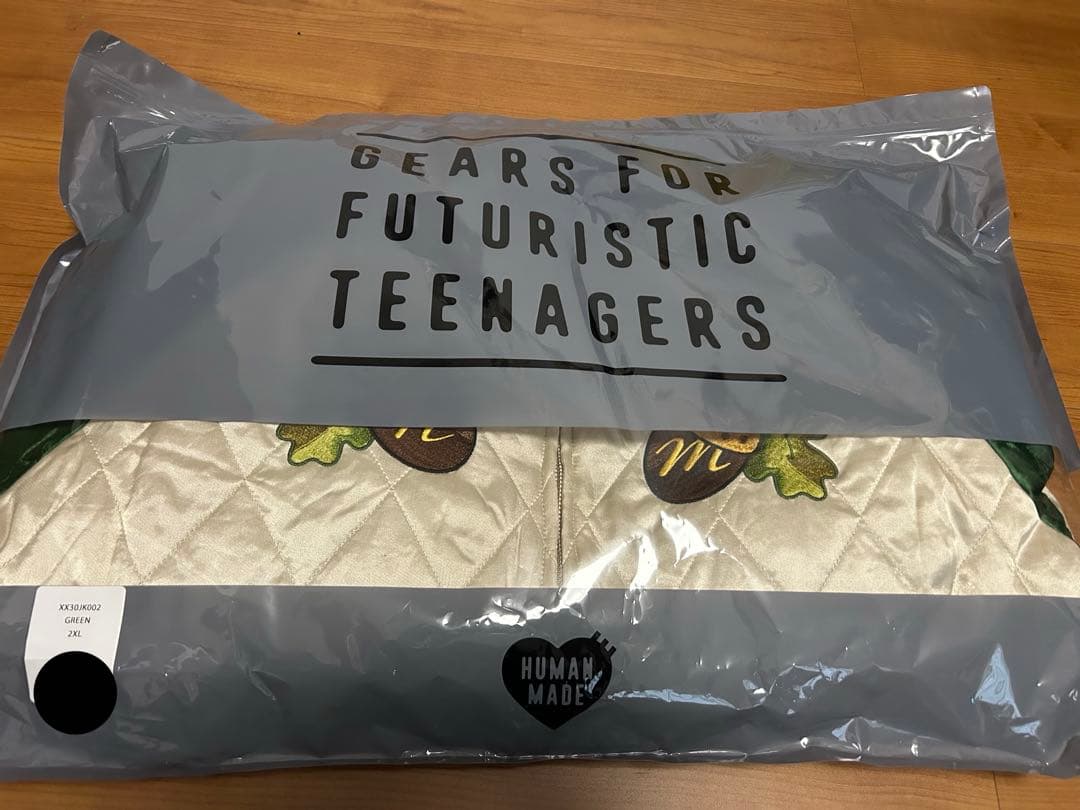 GEARS FOR
FUTURISTIC
TEENAGERS
n
m
XX30JK002
GREEN
2XL
HUMAN
MADE